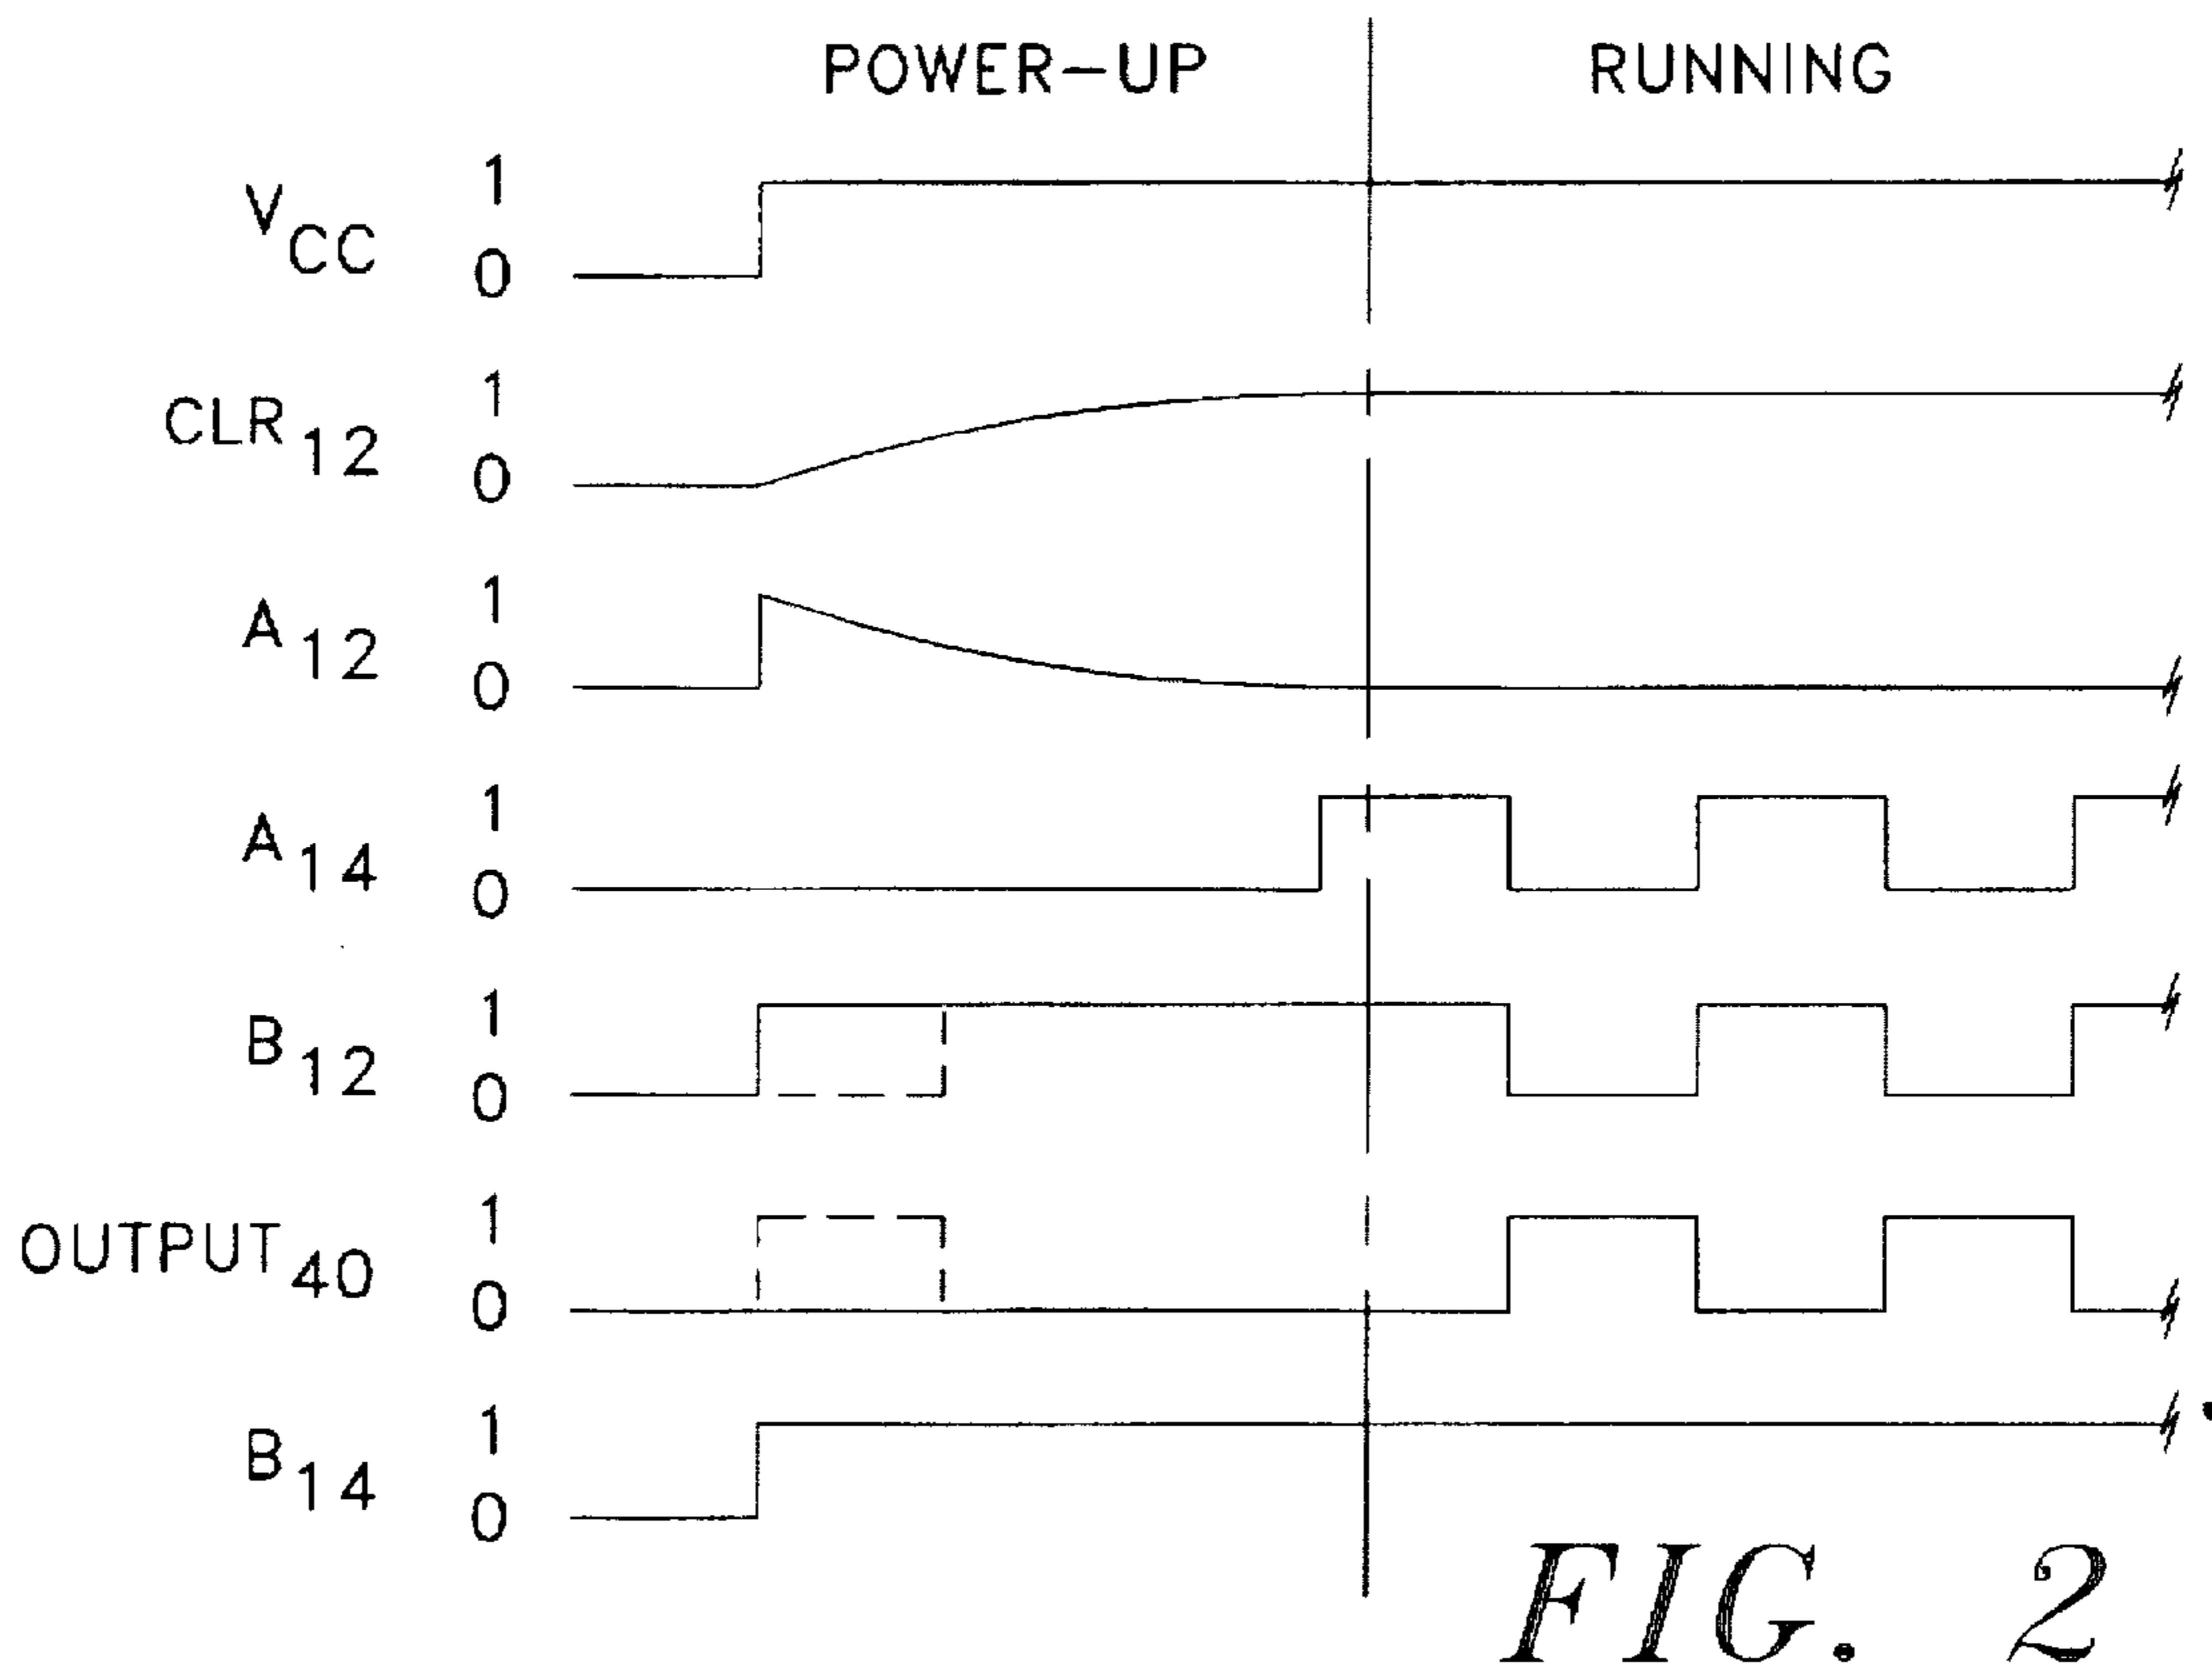 POWER-UP RUNNING
VCC 1 0
CLR12 1 0
A12 1 0
A14 1 0
B12 1 0
OUTPUT40 1 0
B14 1 0
FIG. 2